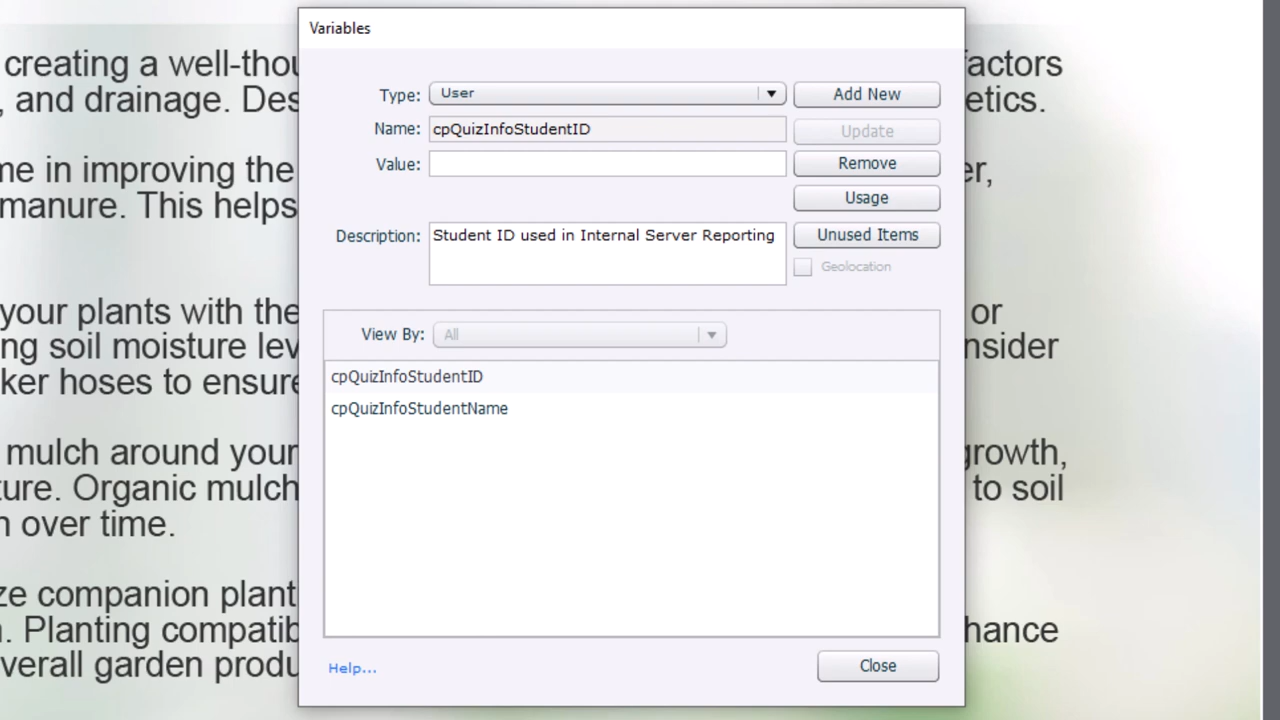 Variables
creating a well-thou
factors
, and drainage. Des
etics.
Type: User
Add New
Name: cpQuizInfoStudentID
Update
Value:
Remove
me in improving the
er,
manure. This helps
Usage
Description: Student ID used in Internal Server Reporting
Unused Items
Geolocation
your plants with the
or
View By: All
ng soil moisture lev
nsider
ker hoses to ensure
cpQuizInfoStudentID
cpQuizInfoStudentName
mulch around your
growth,
ture. Organic mulch
to soil
n over time.
ze companion plant
n. Planting compatib
hance
verall garden produ
Help...
Close